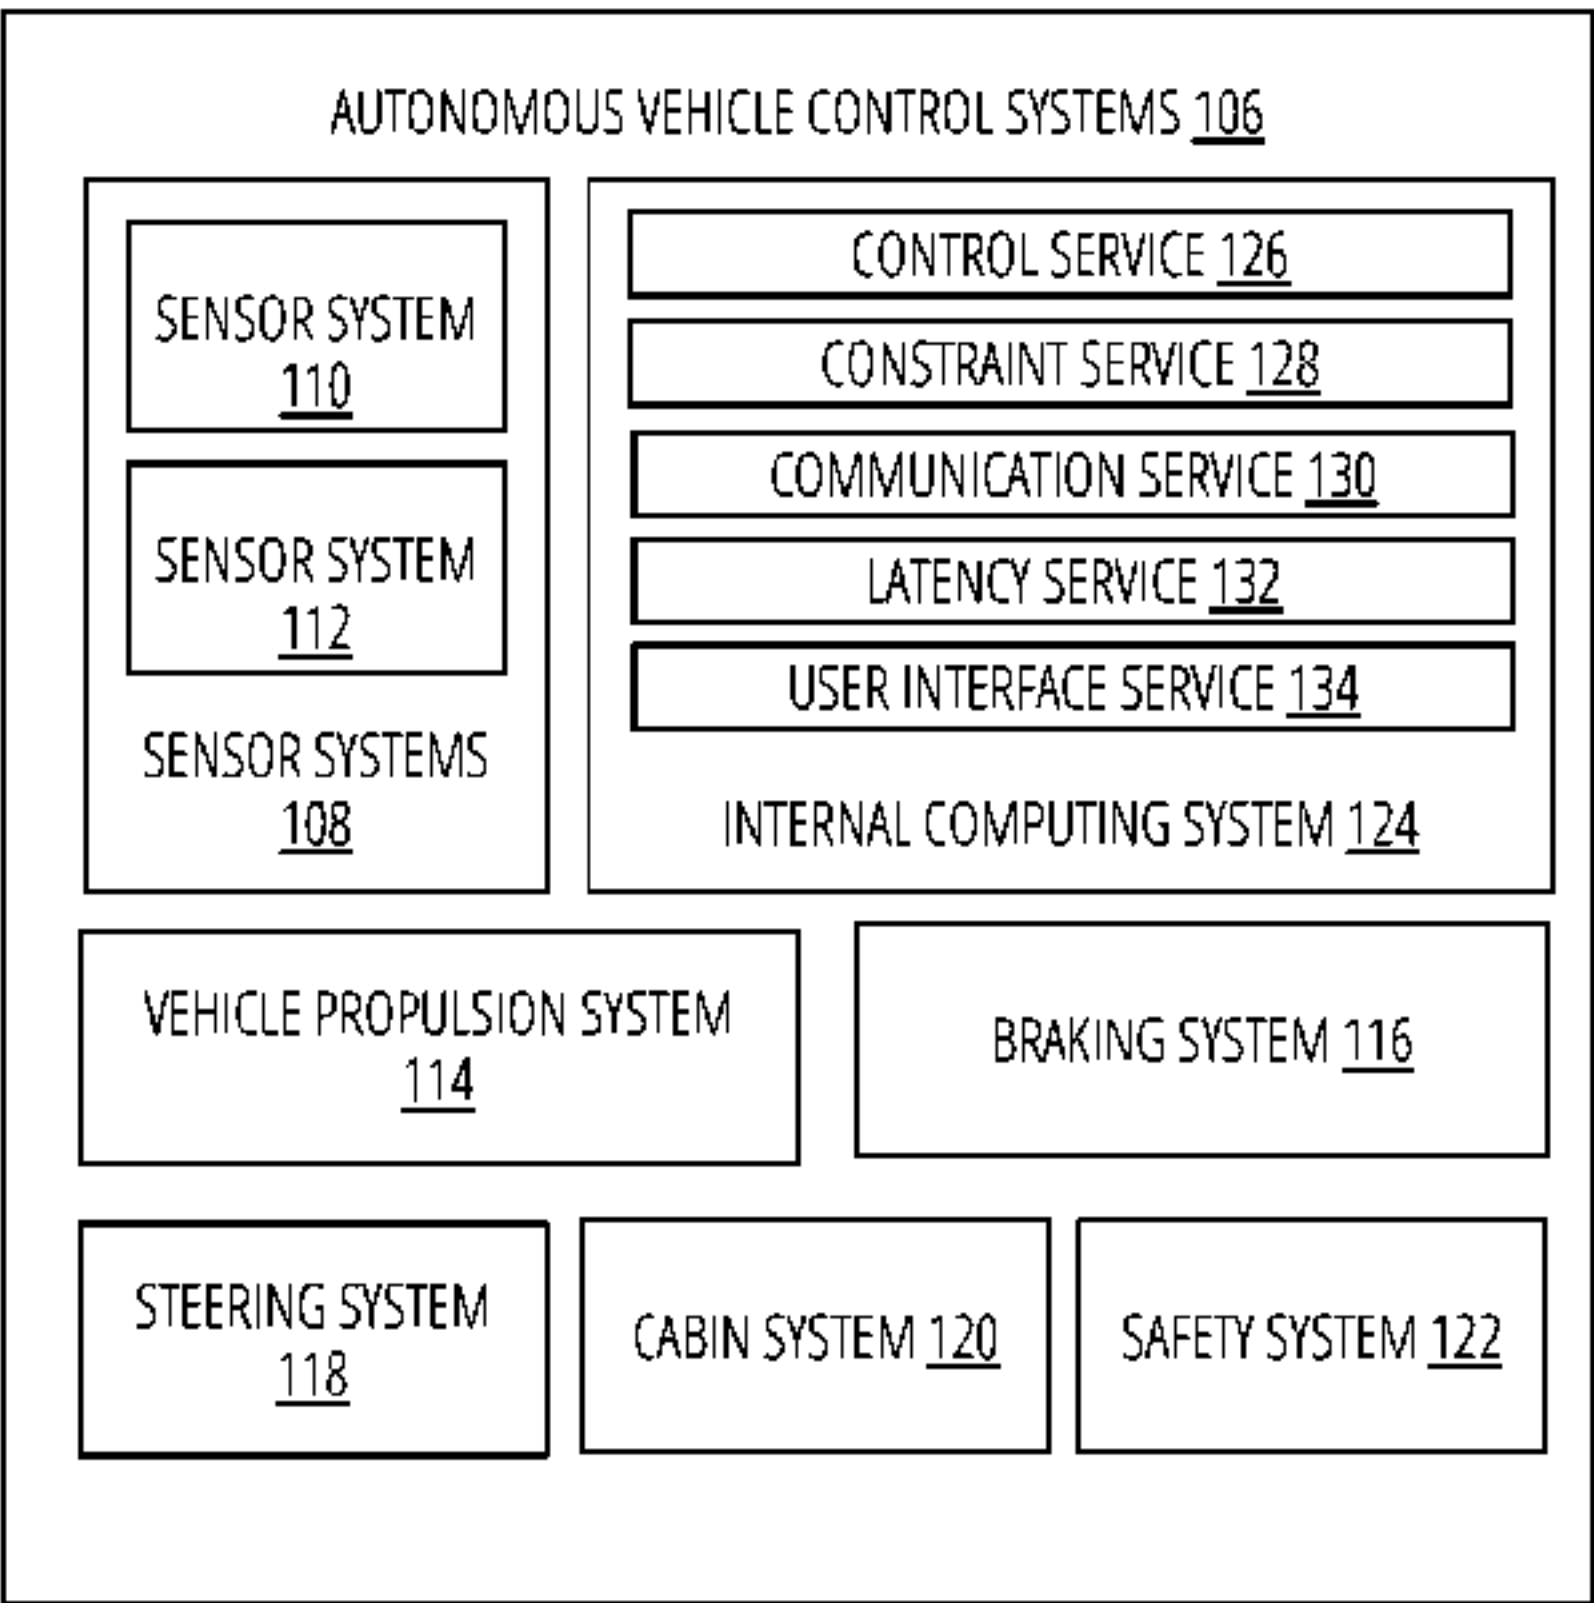 AUTONOMOUS VEHICLE CONTROL SYSTEMS 106
SENSOR SYSTEM
110
SENSOR SYSTEM
112
SENSOR SYSTEMS
108
CONTROL SERVICE 126
CONSTRAINT SERVICE 128
COMMUNICATION SERVICE 130
LATENCY SERVICE 132
USER INTERFACE SERVICE 134
INTERNAL COMPUTING SYSTEM 124
VEHICLE PROPULSION SYSTEM
114
BRAKING SYSTEM 116
STEERING SYSTEM
118
CABIN SYSTEM 120
SAFETY SYSTEM 122